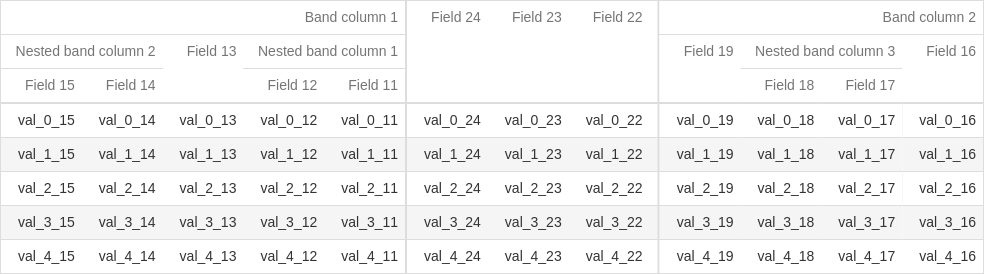 Band column 1 Field 24 Field 23 Field 22 Band column 2
Nested band column 2 Field 13 Nested band column 1 Field 19 Nested band column 3 Field 16
Field 15 Field 14 Field 12 Field 11 Field 18 Field 17
val_0_15 val_0_14 val_0_13 val_0_12 val_0_11 val_0_24 val_0_23 val_0_22 val_0_19 val_0_18 val_0_17 val_0_16
val_1_15 val_1_14 val_1_13 val_1_12 val_1_11 val_1_24 val_1_23 val_1_22 val_1_19 val_1_18 val_1_17 val_1_16
val_2_15 val_2_14 val_2_13 val_2_12 val_2_11 val_2_24 val_2_23 val_2_22 val_2_19 val_2_18 val_2_17 val_2_16
val_3_15 val_3_14 val_3_13 val_3_12 val_3_11 val_3_24 val_3_23 val_3_22 val_3_19 val_3_18 val_3_17 val_3_16
val_4_15 val_4_14 val_4_13 val_4_12 val_4_11 val_4_24 val_4_23 val_4_22 val_4_19 val_4_18 val_4_17 val_4_16